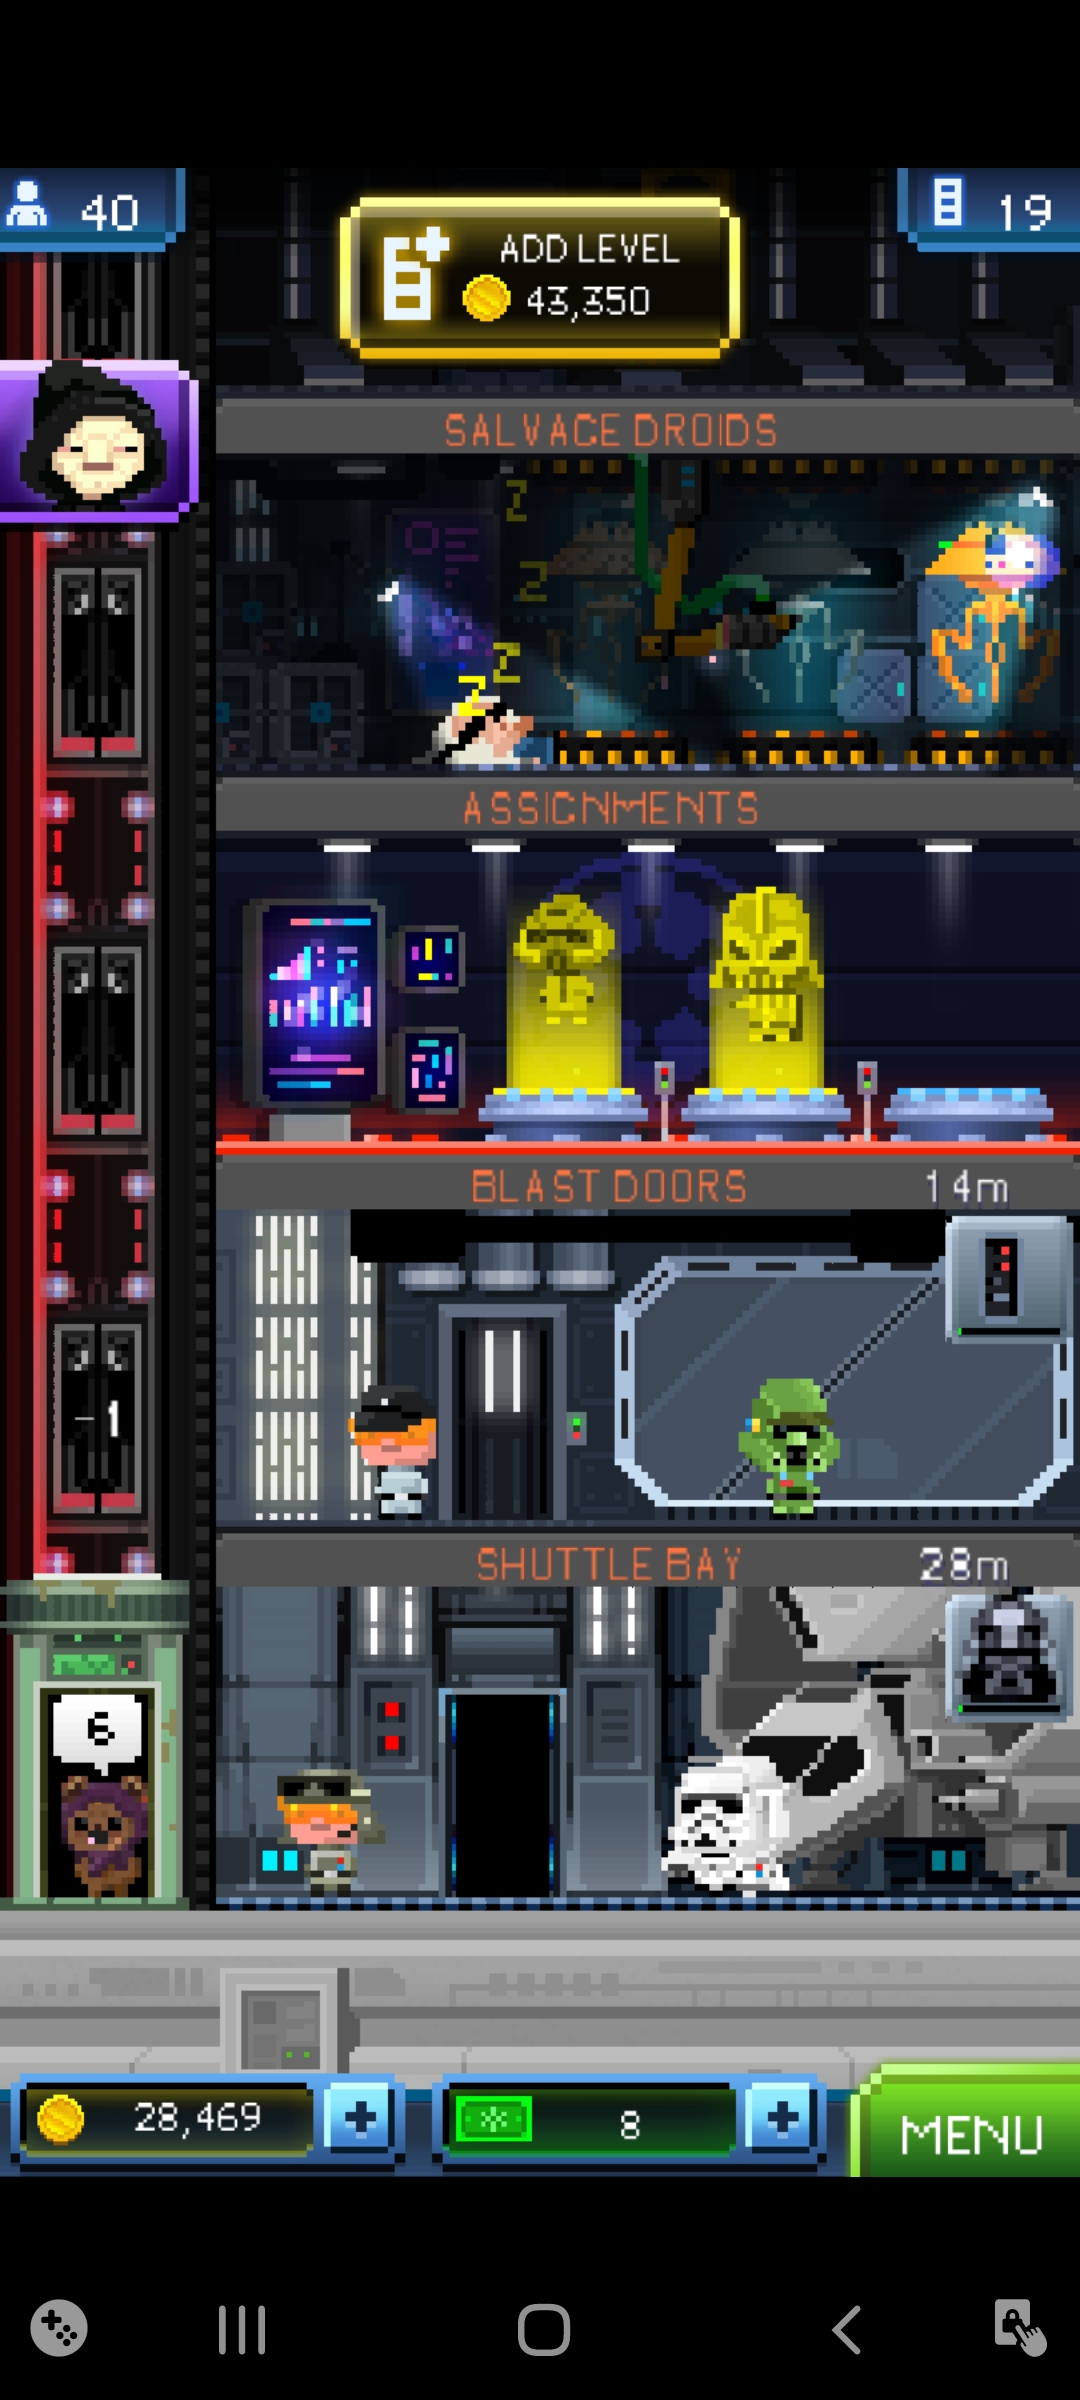 40
ADD LEVEL
43,350
19
SALVAGE DROIDS
Z
Z
Z
Z
ASSIGNMENTS
BLAST DOORS 14m
-1
SHUTTLE BAY 28m
6
28,469 +
8 +
MENU